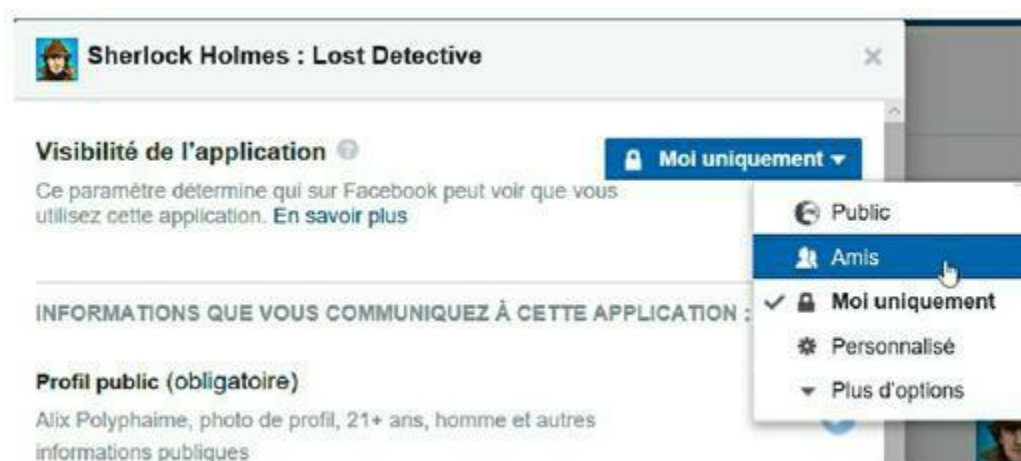 Sherlock Holmes : Lost Detective
Visibilité de l'application
Moi uniquement
Ce paramètre détermine qui sur Facebook peut voir que vous
utilisez cette application. En savoir plus
Public
Amis
Moi uniquement
Personnalisé
Plus d'options
INFORMATIONS QUE VOUS COMMUNIQUEZ À CETTE APPLICATION :
Profil public (obligatoire)
Alix Polyphaime, photo de profil, 21+ ans, homme et autres
informations publiques